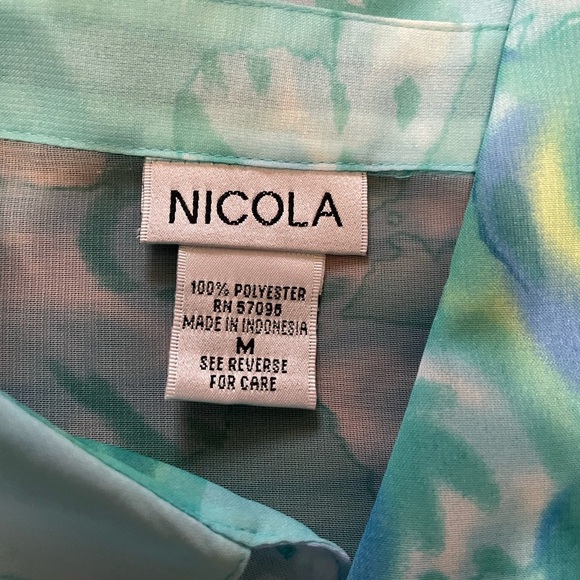 NICOLA
100% POLYESTER
RN 57095
MADE IN INDONESIA
M
SEE REVERSE
FOR CARE